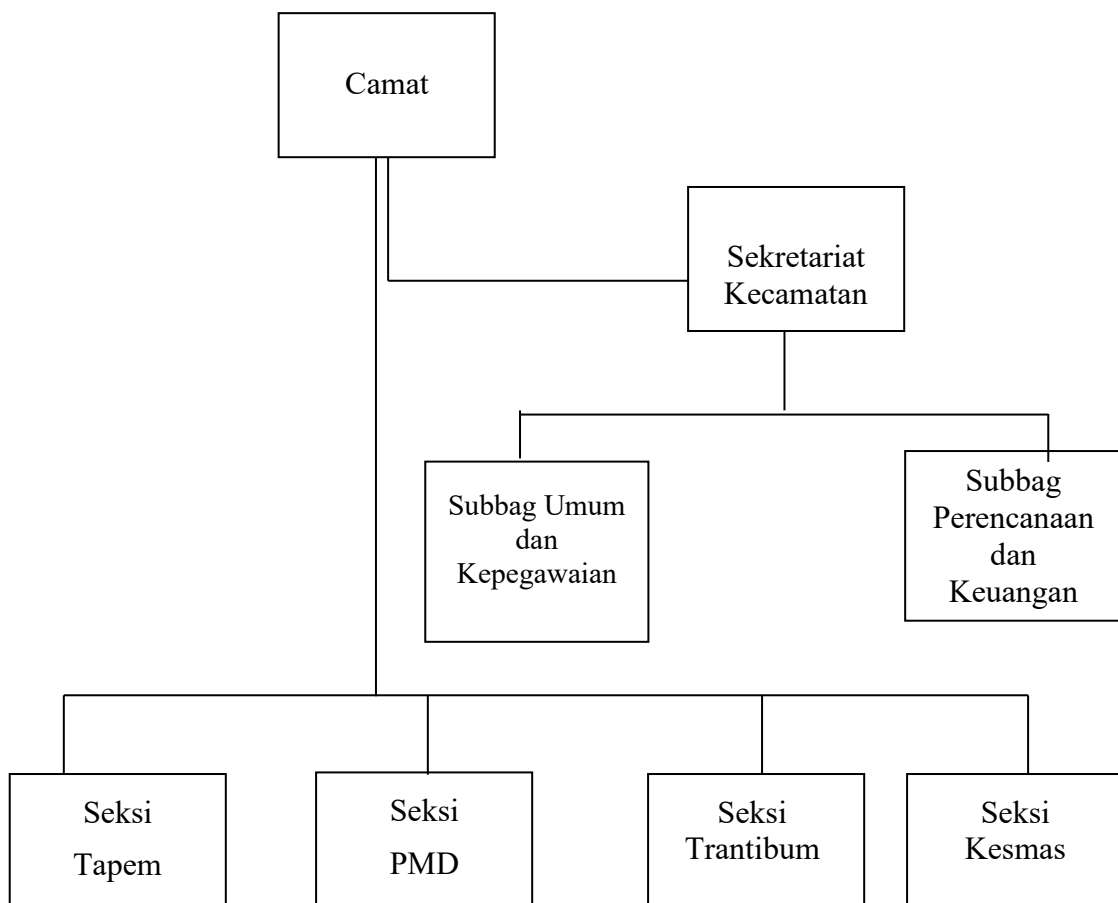 Camat
Sekretariat
Kecamatan
Subbag Umum
dan
Kepegawaian
Subbag
Perencanaan
dan
Keuangan
Seksi
Tapem
Seksi
PMD
Seksi
Trantibum
Seksi
Kesmas